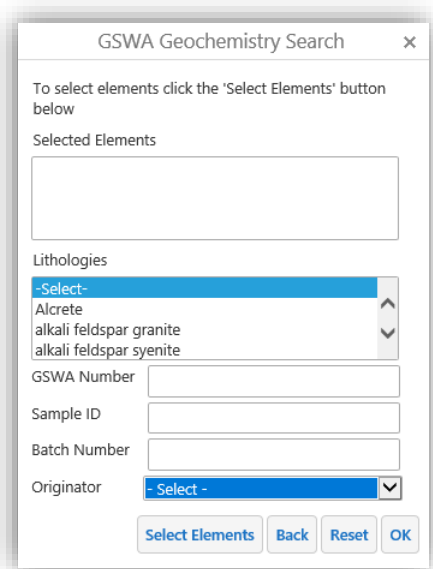 GSWA Geochemistry Search ×
To select elements click the 'Select Elements' button
below
Selected Elements
Lithologies
-Select-
Alcrete
alkali feldspar granite
alkali feldspar syenite
GSWA Number
Sample ID
Batch Number
Originator - Select -
Select Elements Back Reset OK